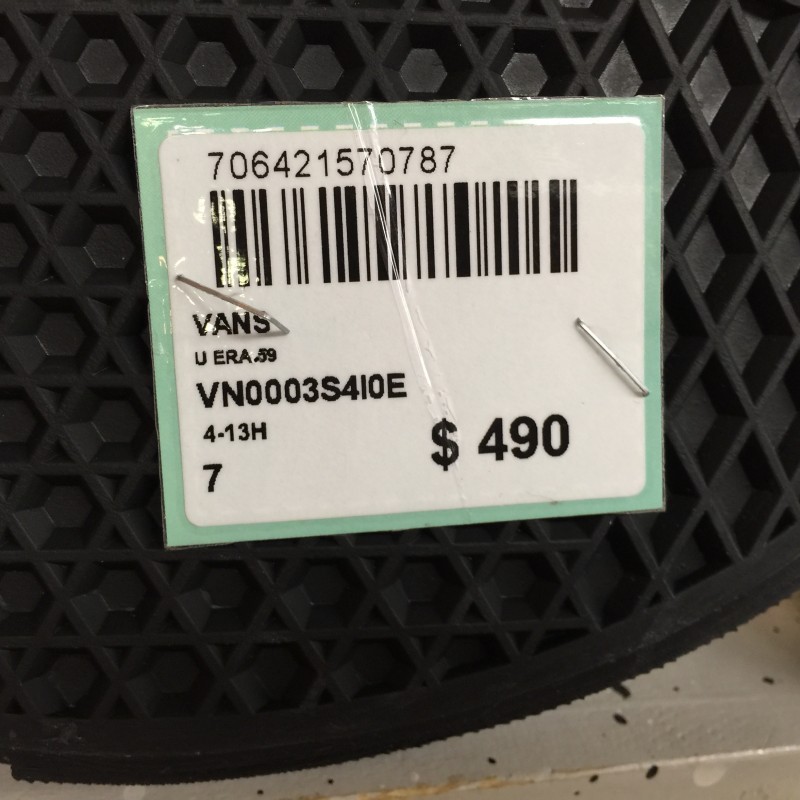 706421570787
VANS
U ERA 59
VN0003S4I0E
4-13H
$ 490
7